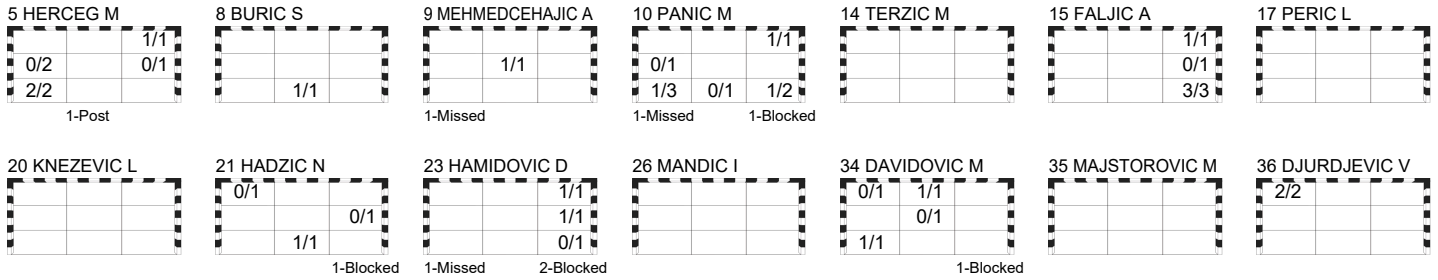 5 HERCEG M 8 BURIC S 9 MEHMEDCEHAJIC A 10 PANIC M 14 TERZIC M 15 FALJIC A 17 PERIC L
1/1 1/1 1/1
0/2 0/1 1/1 0/1 0/1
2/2 1/1 1/3 0/1 1/2 3/3
1-Post 1-Missed 1-Missed 1-Blocked
20 KNEZEVIC L 21 HADZIC N 23 HAMIDOVIC D 26 MANDIC I 34 DAVIDOVIC M 35 MAJSTOROVIC M 36 DJURDJEVIC V
0/1 1/1 0/1 1/1 2/2
0/1 1/1 0/1
1/1 0/1 1/1
1-Blocked 1-Missed 2-Blocked 1-Blocked